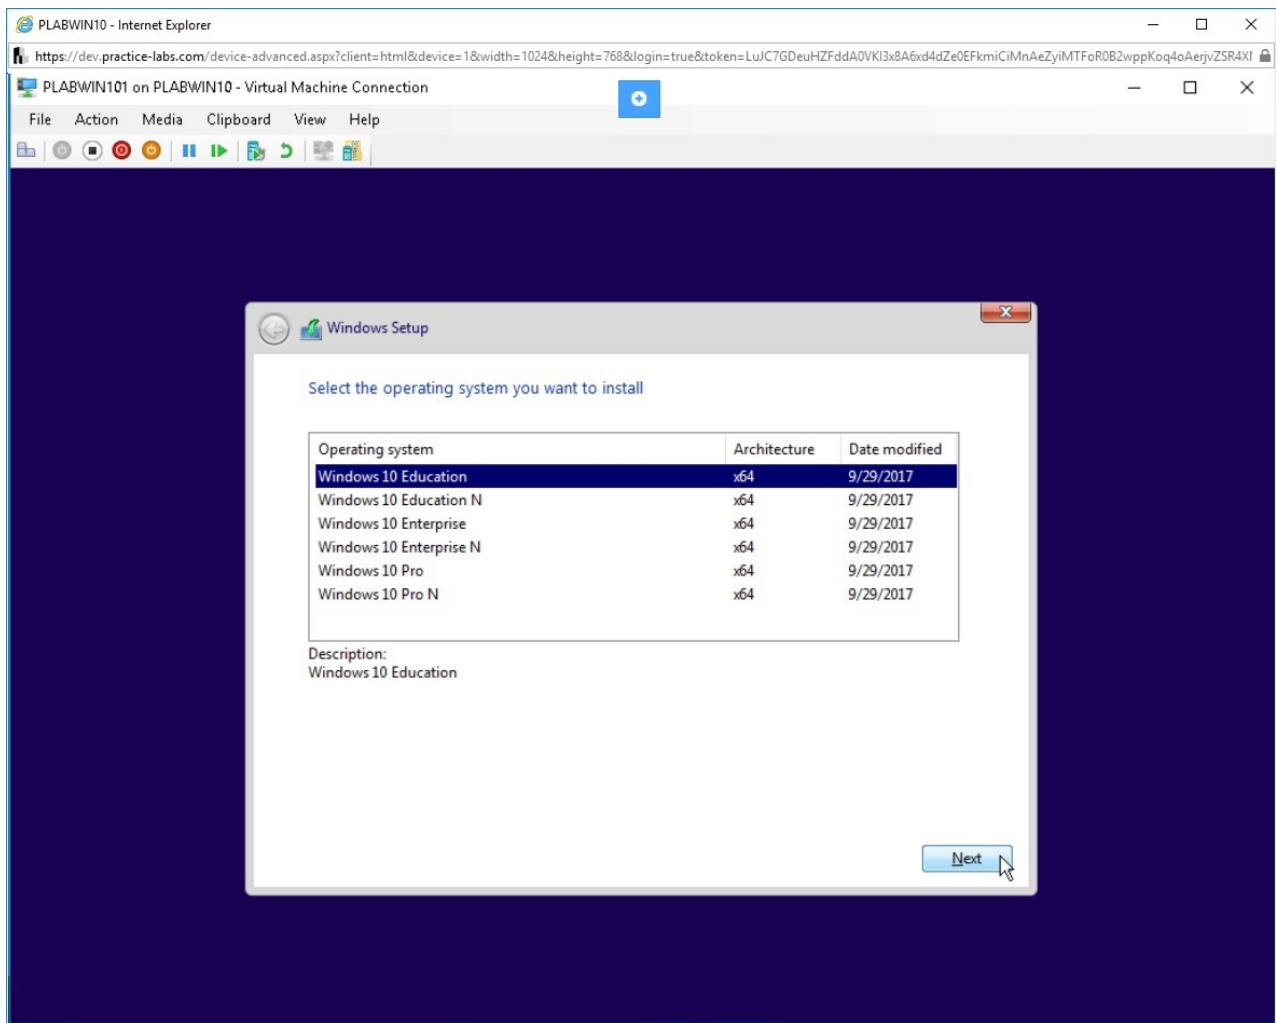 PLABWIN10 - Internet Explorer
https://dev.practice-labs.com/device-advanced.aspx?client=html&device=1&width=1024&height=768&login=true&token=
PLABWIN101 on PLABWIN10 - Virtual Machine Connection
File Action Media Clipboard View Help
Windows Setup
X
Select the operating system you want to install
Operating system Architecture Date modified
Windows 10 Education x64 9/29/2017
Windows 10 Education N x64 9/29/2017
Windows 10 Enterprise x64 9/29/2017
Windows 10 Enterprise N x64 9/29/2017
Windows 10 Pro x64 9/29/2017
Windows 10 Pro N x64 9/29/2017
Description:
Windows 10 Education
Next